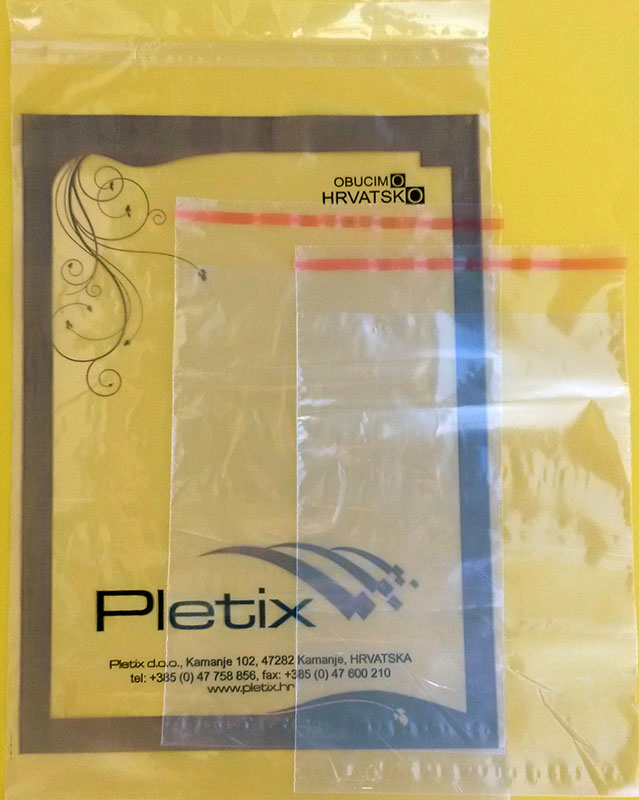 OBUCIMO
HRVATSKO
Pletix
Pletix d.o.o., Kamanje 102, 47282 Kamanje, HRVATSKA
tel: +385 (0) 47 758 856, fax: +385 (0) 47 600 210
www.pletix.hr